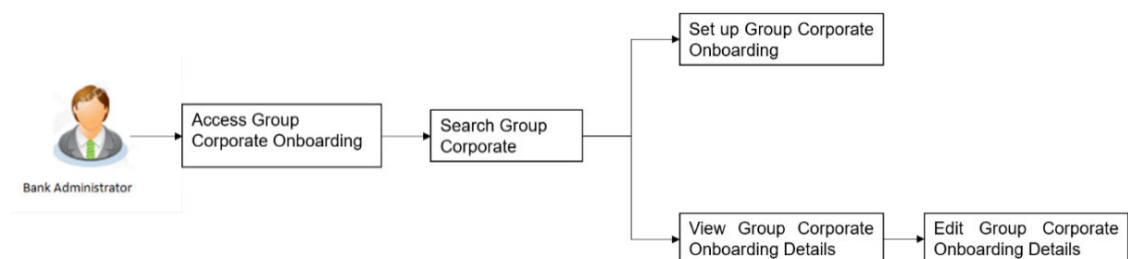 Set up Group Corporate
Onboarding
Access Group
Corporate Onboarding
Search Group
Corporate
Bank Administrator
View Group Corporate
Onboarding Details
Edit Group Corporate
Onboarding Details